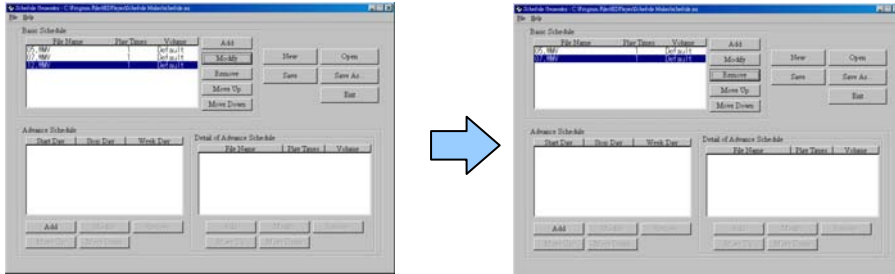 Schedule Generator - C:\Program Files\HDPlayer\Schedule Maker\schedule.ini
File Help
Basic Schedule
File Name Play Times Volume
05.WMV 1 Default
07.WMV 1 Default
12.WMV 1 Default
Add
Modify
Remove
Move Up
Move Down
New Open
Save Save As...
Exit
Advance Schedule
Start Day Stop Day Week Day
Add Modify Remove
Move Up Move Down
Detail of Advance Schedule
File Name Play Times Volume
Add Modify Remove
Move Up Move Down
Schedule Generator - C:\Program Files\HDPlayer\Schedule Maker\schedule.ini
File Help
Basic Schedule
File Name Play Times Volume
05.WMV 1 Default
07.WMV 1 Default
Add
Modify
Remove
Move Up
Move Down
New Open
Save Save As...
Exit
Advance Schedule
Start Day Stop Day Week Day
Add Modify Remove
Move Up Move Down
Detail of Advance Schedule
File Name Play Times Volume
Add Modify Remove
Move Up Move Down